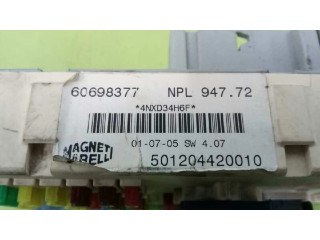 60698377 NPL 947.72
*4NXD34H6F*
01-07-05 SW 4.07
MAGNETI
MARELLI
501204420010